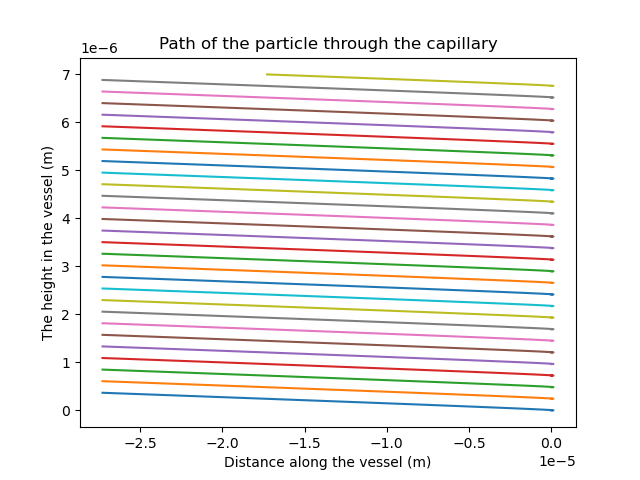 Path of the particle through the capillary
1e−6
7
6
5
4
3
2
1
0
The height in the vessel (m)
−2.5 −2.0 −1.5 −1.0 −0.5 0.0
1e−5
Distance along the vessel (m)